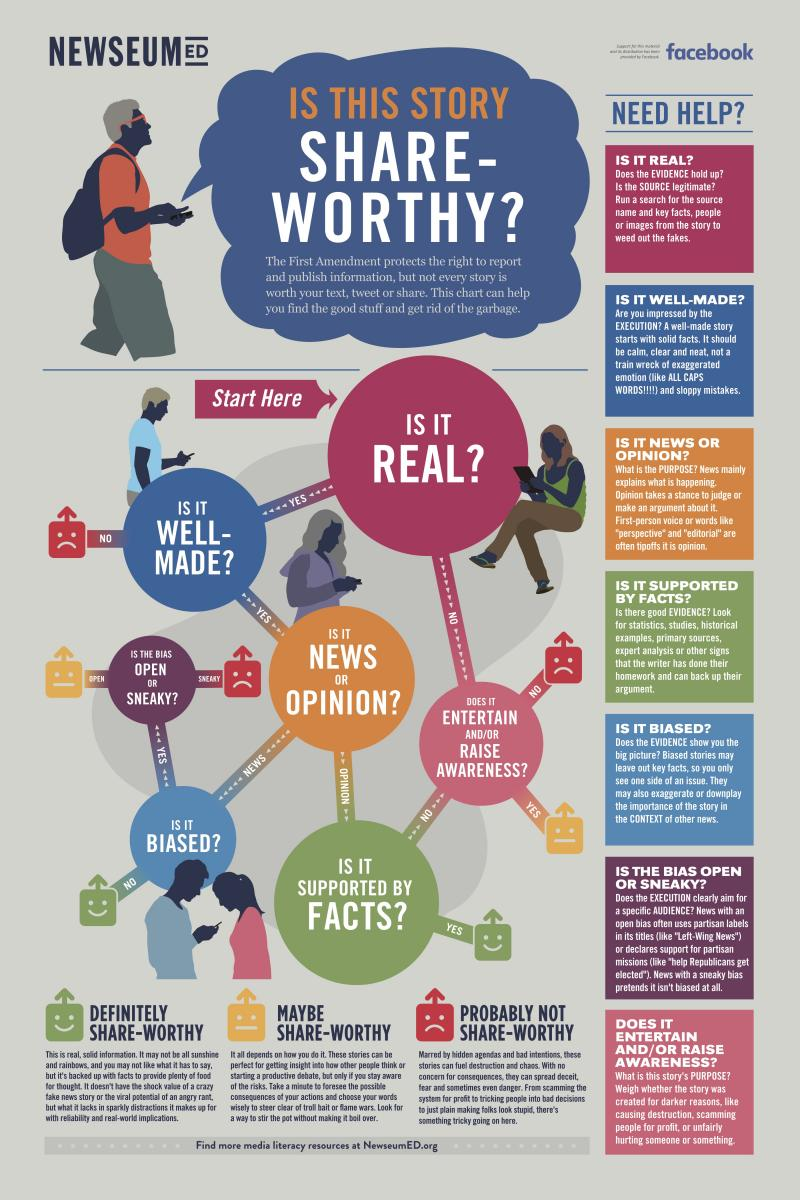 NEWSEUMED
Support for this material
and its distribution has been
provided by Facebook.
facebook
IS THIS STORY
SHARE-
WORTHY?
The First Amendment protects the right to report
and publish information, but not every story is
worth your text, tweet or share. This chart can help
you find the good stuff and get rid of the garbage.
Start Here
IS IT
REAL?
YES
IS IT
WELL-
MADE?
NO
YES
NO
IS IT
NEWS
OR
OPINION?
IS THE BIAS
OPEN
OR
SNEAKY?
OPEN
SNEAKY
DOES IT
ENTERTAIN
AND/OR
RAISE
AWARENESS?
NO
YES
NO
YES
NEWS
OPINION
IS IT
BIASED?
NO
IS IT
SUPPORTED BY
FACTS?
YES
DEFINITELY
SHARE-WORTHY
This is real, solid information. It may not be all sunshine
and rainbows, and you may not like what it has to say,
but it's backed up with facts to provide plenty of food
for thought. It doesn't have the shock value of a crazy
fake news story or the viral potential of an angry rant,
but what it lacks in sparkly distractions it makes up for
with reliability and real-world implications.
MAYBE
SHARE-WORTHY
It all depends on how you do it. These stories can be
perfect for getting insight into how other people think or
starting a productive debate, but only if you stay aware
of the risks. Take a minute to foresee the possible
consequences of your actions and choose your words
wisely to steer clear of troll bait or flame wars. Look for
a way to stir the pot without making it boil over.
PROBABLY NOT
SHARE-WORTHY
Marred by hidden agendas and bad intentions, these
stories can fuel destruction and chaos. With no
concern for consequences, they can spread deceit,
fear and sometimes even danger. From scamming the
system for profit to tricking people into bad decisions
to just plain making folks look stupid, there's
something tricky going on here.
Find more media literacy resources at NewseumED.org
NEED HELP?
IS IT REAL?
Does the EVIDENCE hold up?
Is the SOURCE legitimate?
Run a search for the source
name and key facts, people
or images from the story to
weed out the fakes.
IS IT WELL-MADE?
Are you impressed by the
EXECUTION? A well-made story
starts with solid facts. It should
be calm, clear and neat, not a
train wreck of exaggerated
emotion (like ALL CAPS
WORDS!!!!) and sloppy mistakes.
IS IT NEWS OR
OPINION?
What is the PURPOSE? News mainly
explains what is happening.
Opinion takes a stance to judge or
make an argument about it.
First-person voice or words like
"perspective" and "editorial" are
often tipoffs it is opinion.
IS IT SUPPORTED
BY FACTS?
Is there good EVIDENCE? Look
for statistics, studies, historical
examples, primary sources,
expert analysis or other signs
that the writer has done their
homework and can back up their
argument.
IS IT BIASED?
Does the EVIDENCE show you the
big picture? Biased stories may
leave out key facts, so you only
see one side of an issue. They
may also exaggerate or downplay
the importance of the story in
the CONTEXT of other news.
IS THE BIAS OPEN
OR SNEAKY?
Does the EXECUTION clearly aim for
a specific AUDIENCE? News with an
open bias often uses partisan labels
in its titles (like "Left-Wing News")
or declares support for partisan
missions (like "help Republicans get
elected"). News with a sneaky bias
pretends it isn't biased at all.
DOES IT
ENTERTAIN
AND/OR RAISE
AWARENESS?
What is this story's PURPOSE?
Weigh whether the story was
created for darker reasons, like
causing destruction, scamming
people for profit, or unfairly
hurting someone or something.